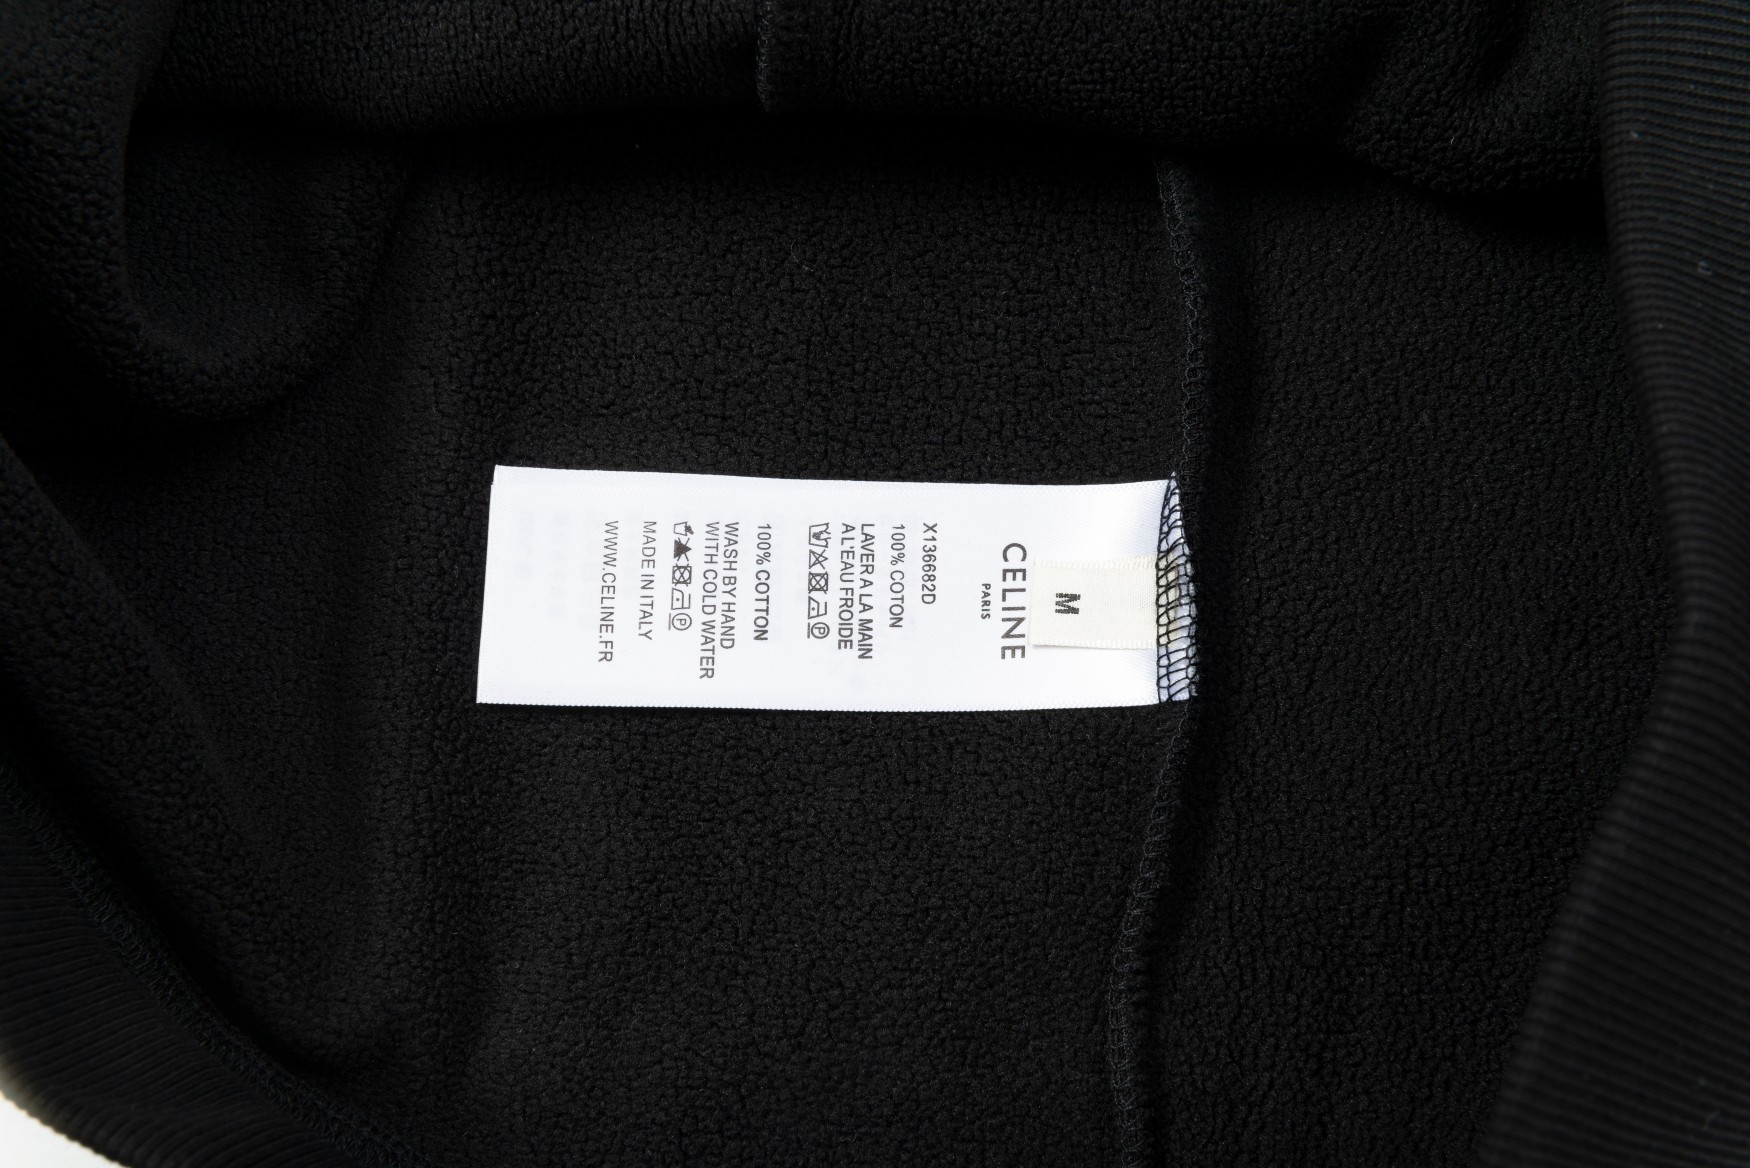 M
CELINE
PARIS
X136682D
100% COTON
LAVER A LA MAIN
A L'EAU FROIDE
100% COTTON
WASH BY HAND
WITH COLD WATER
MADE IN ITALY
WWW.CELINE.FR